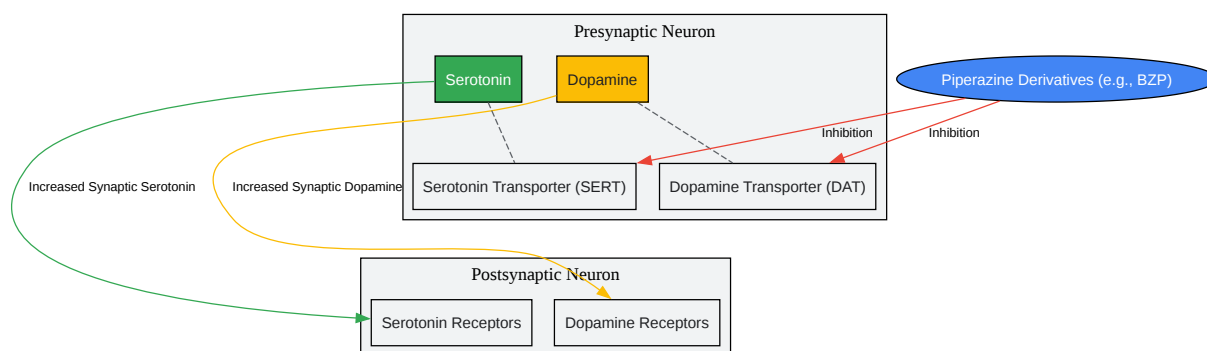 Presynaptic Neuron
Serotonin
Dopamine
Piperazine Derivatives (e.g., BZP)
Inhibition
Inhibition
Serotonin Transporter (SERT)
Dopamine Transporter (DAT)
Increased Synaptic Serotonin
Increased Synaptic Dopamine
Postsynaptic Neuron
Serotonin Receptors
Dopamine Receptors